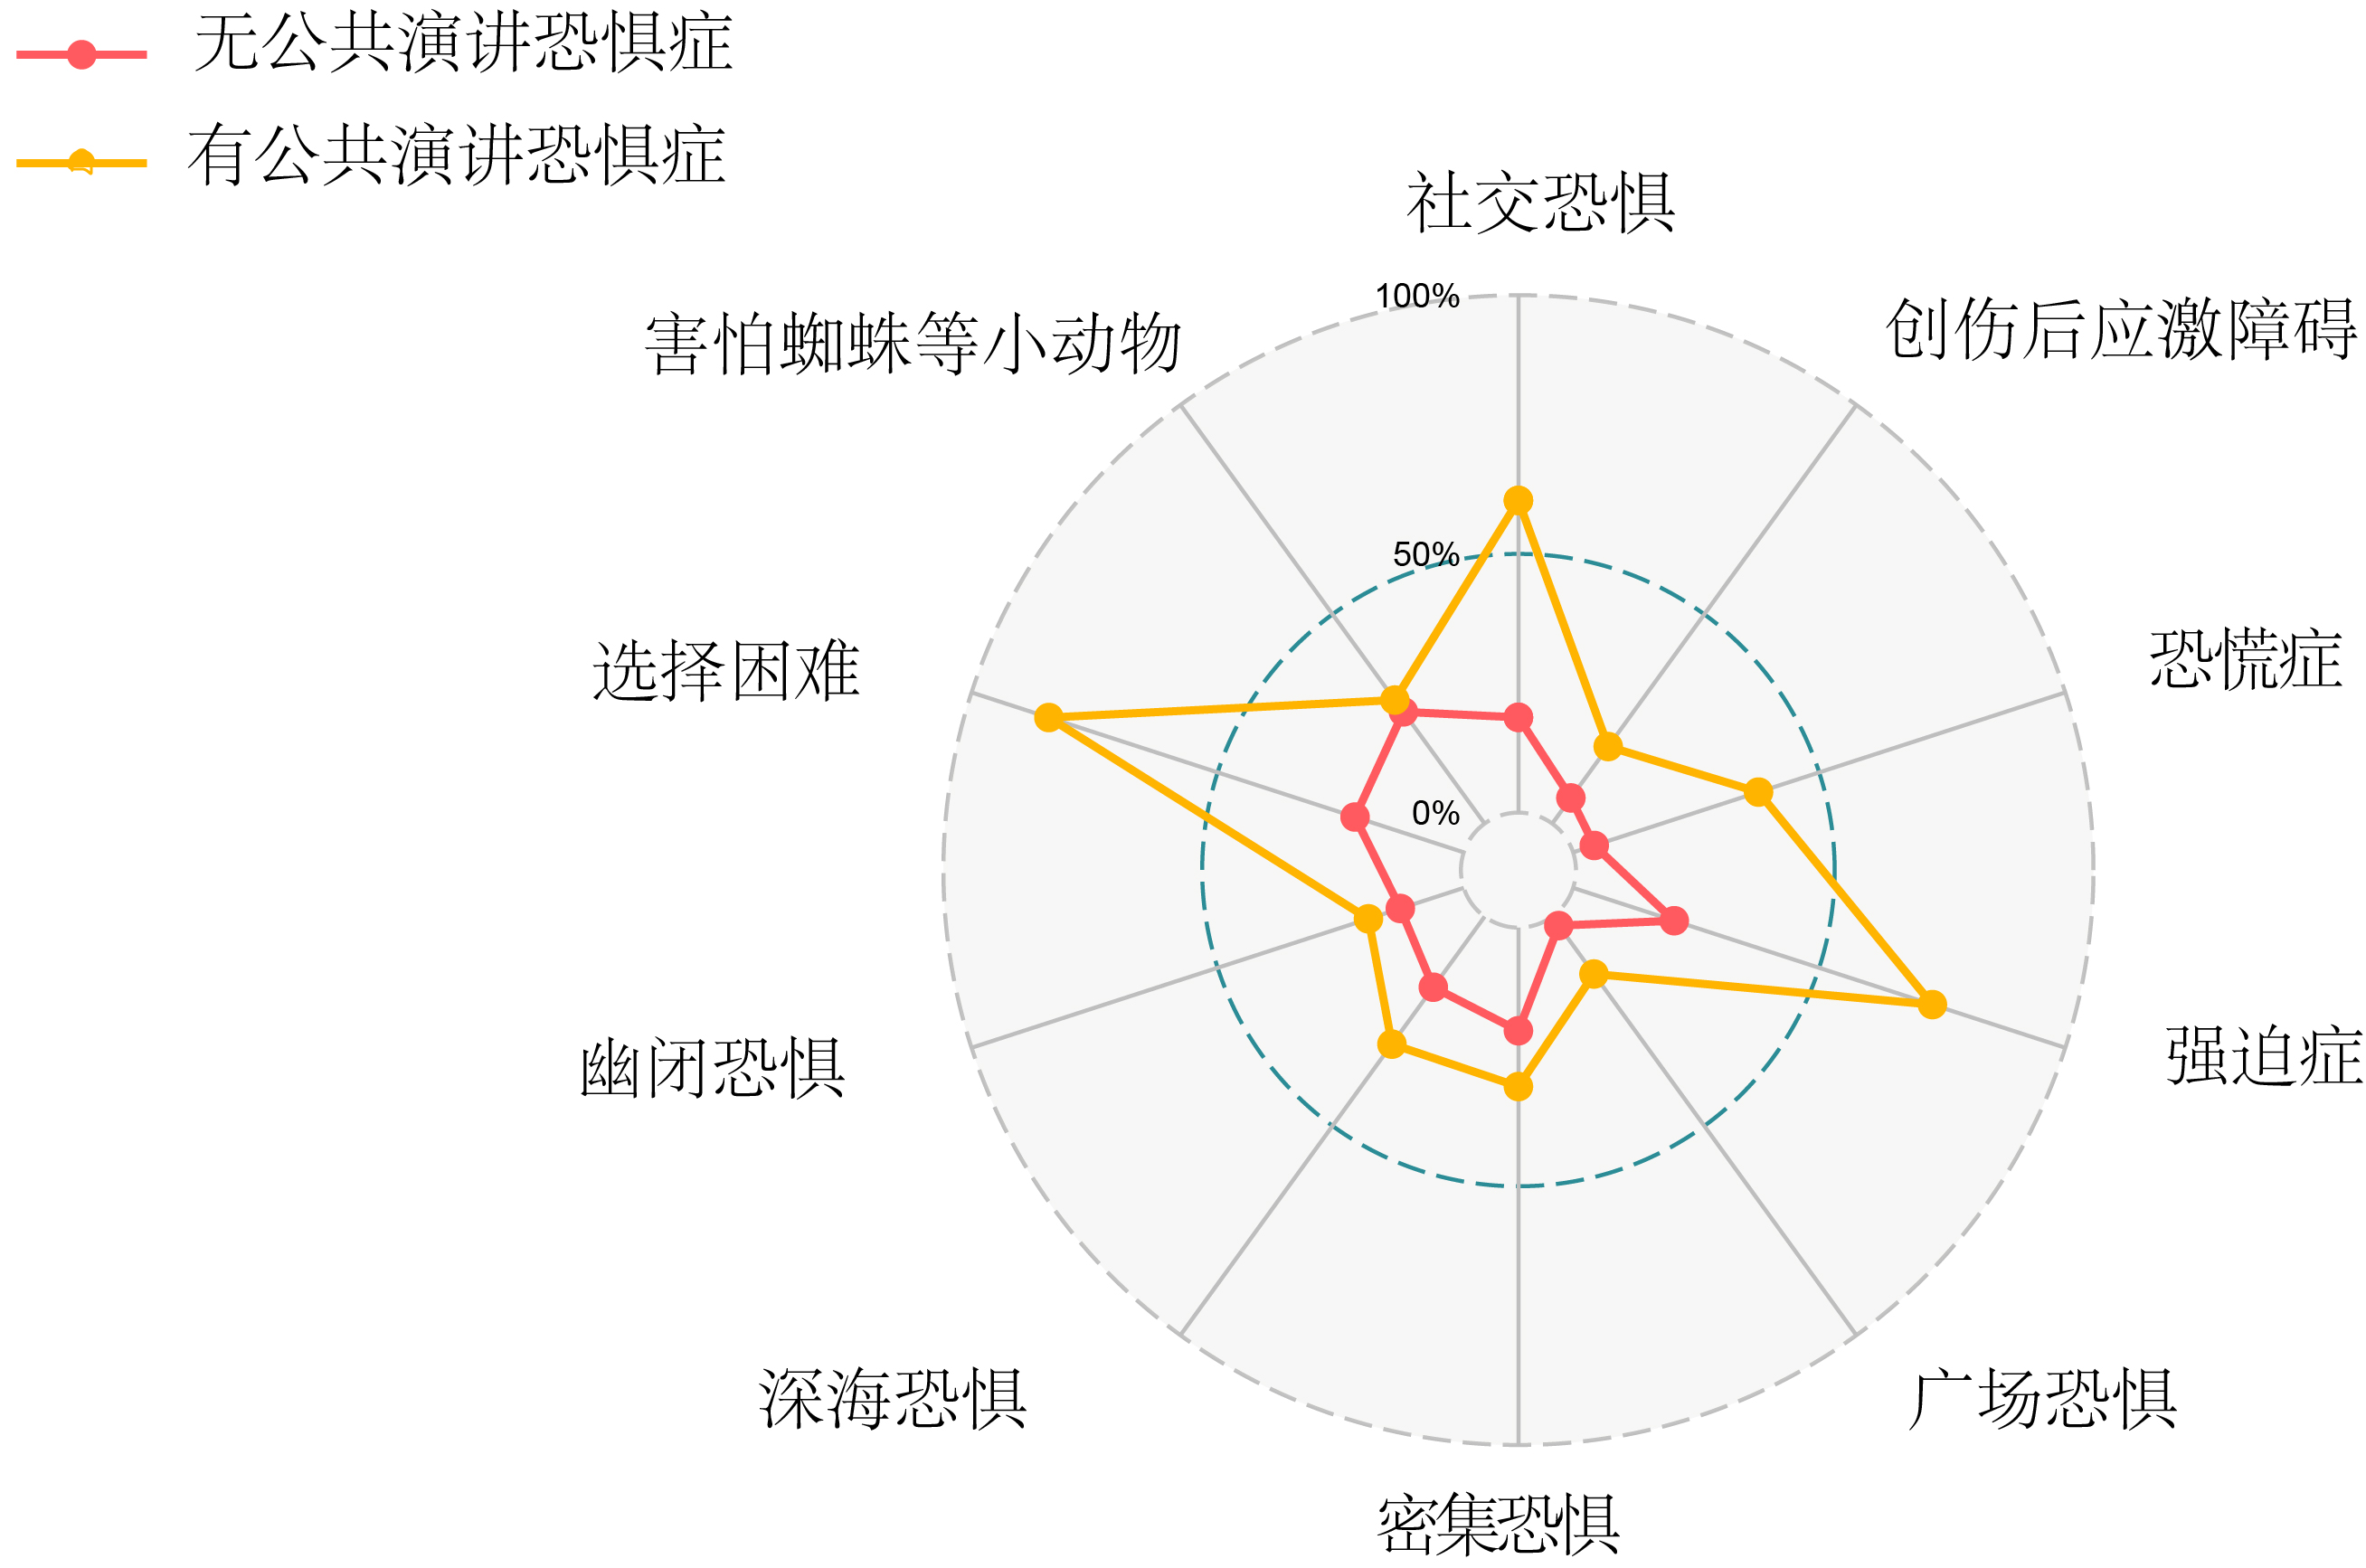 无公共演讲恐惧症
有公共演讲恐惧症
社交恐惧
100%
创伤后应激障碍
害怕蜘蛛等小动物
50%
恐慌症
选择困难
0%
强迫症
幽闭恐惧
深海恐惧
广场恐惧
密集恐惧